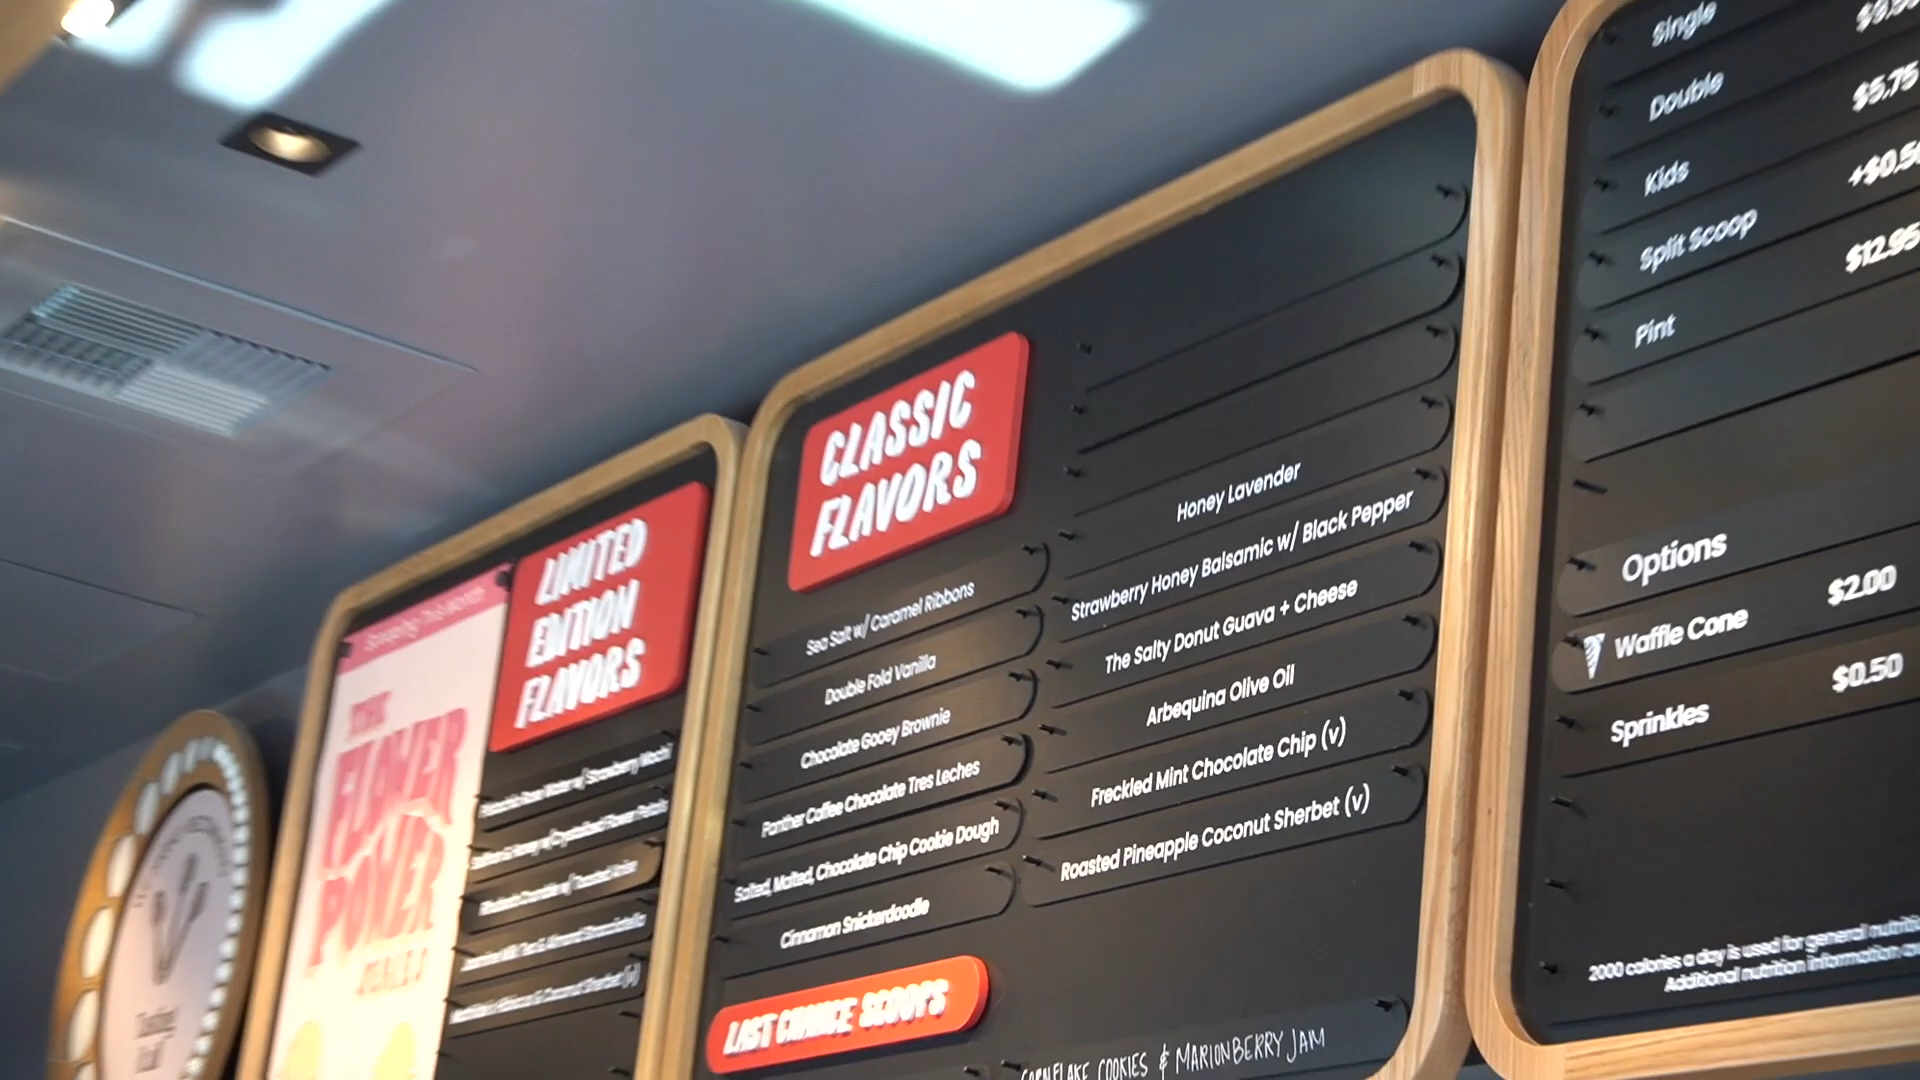 THE
FLOWER
POWER
SERIES
LIMITED
EDITION
FLAVORS
CLASSIC
FLAVORS
Sea Salt w/ Caramel Ribbons
Double Fold Vanilla
Chocolate Gooey Brownie
Panther Coffee Chocolate Tres Leches
Salted, Malted, Chocolate Chip Cookie Dough
Cinnamon Snickerdoodle
LAST CHANCE SCOOPS
Honey Lavender
Strawberry Honey Balsamic w/ Black Pepper
The Salty Donut Guava + Cheese
Arbequina Olive Oil
Freckled Mint Chocolate Chip (v)
Roasted Pineapple Coconut Sherbet (v)
CORNFLAKE COOKIES & MARIONBERRY JAM
Single
Double $5.75
Kids
Split Scoop $12.95
Pint
Options
Waffle Cone $2.00
Sprinkles $0.50
2000 calories a day is used for general
Additional nutrition information